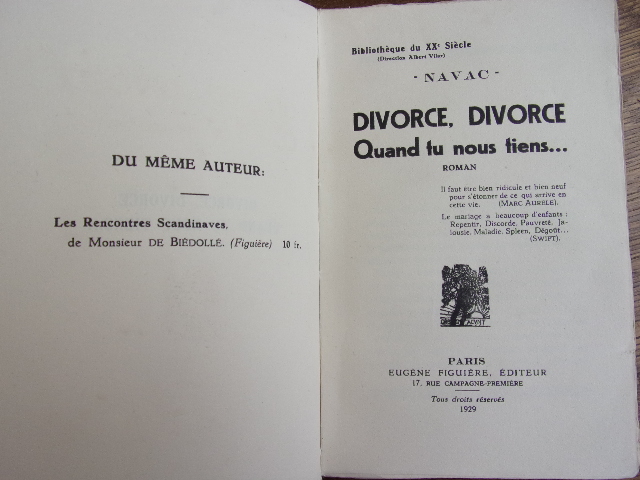 DU MÊME AUTEUR:
Les Rencontres Scandinaves,
de Monsieur DE BIÉDOLLÉ. (Figuière) 10 fr.
Bibliothèque du XXe Siècle
(Direction Albert Viler)
- NAVAC -
DIVORCE, DIVORCE
Quand tu nous tiens...
ROMAN
Il faut être bien ridicule et bien neuf
pour s'étonner de ce qui arrive en
cette vie. (MARC AURÈLE).
Le mariage a beaucoup d'enfants :
Repentir, Discorde, Pauvreté, Ja-
lousie, Maladie, Spleen, Dégoût...
(SWIFT).
PARIS
EUGÈNE FIGUIÈRE, ÉDITEUR
17, RUE CAMPAGNE-PREMIÈRE
Tous droits réservés
1929